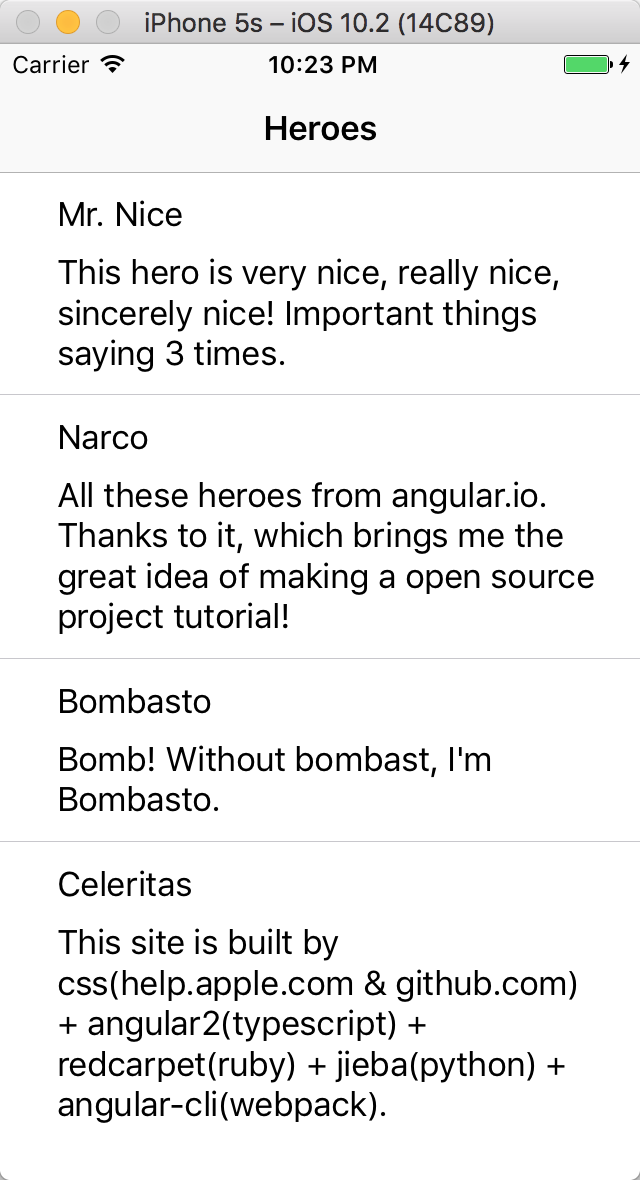 iPhone 5s – iOS 10.2 (14C89)
Carrier 10:23 PM
Heroes
Mr. Nice
This hero is very nice, really nice,
sincerely nice! Important things
saying 3 times.
Narco
All these heroes from angular.io.
Thanks to it, which brings me the
great idea of making a open source
project tutorial!
Bombasto
Bomb! Without bombast, I'm
Bombasto.
Celeritas
This site is built by
css(help.apple.com & github.com)
+ angular2(typescript) +
redcarpet(ruby) + jieba(python) +
angular-cli(webpack).